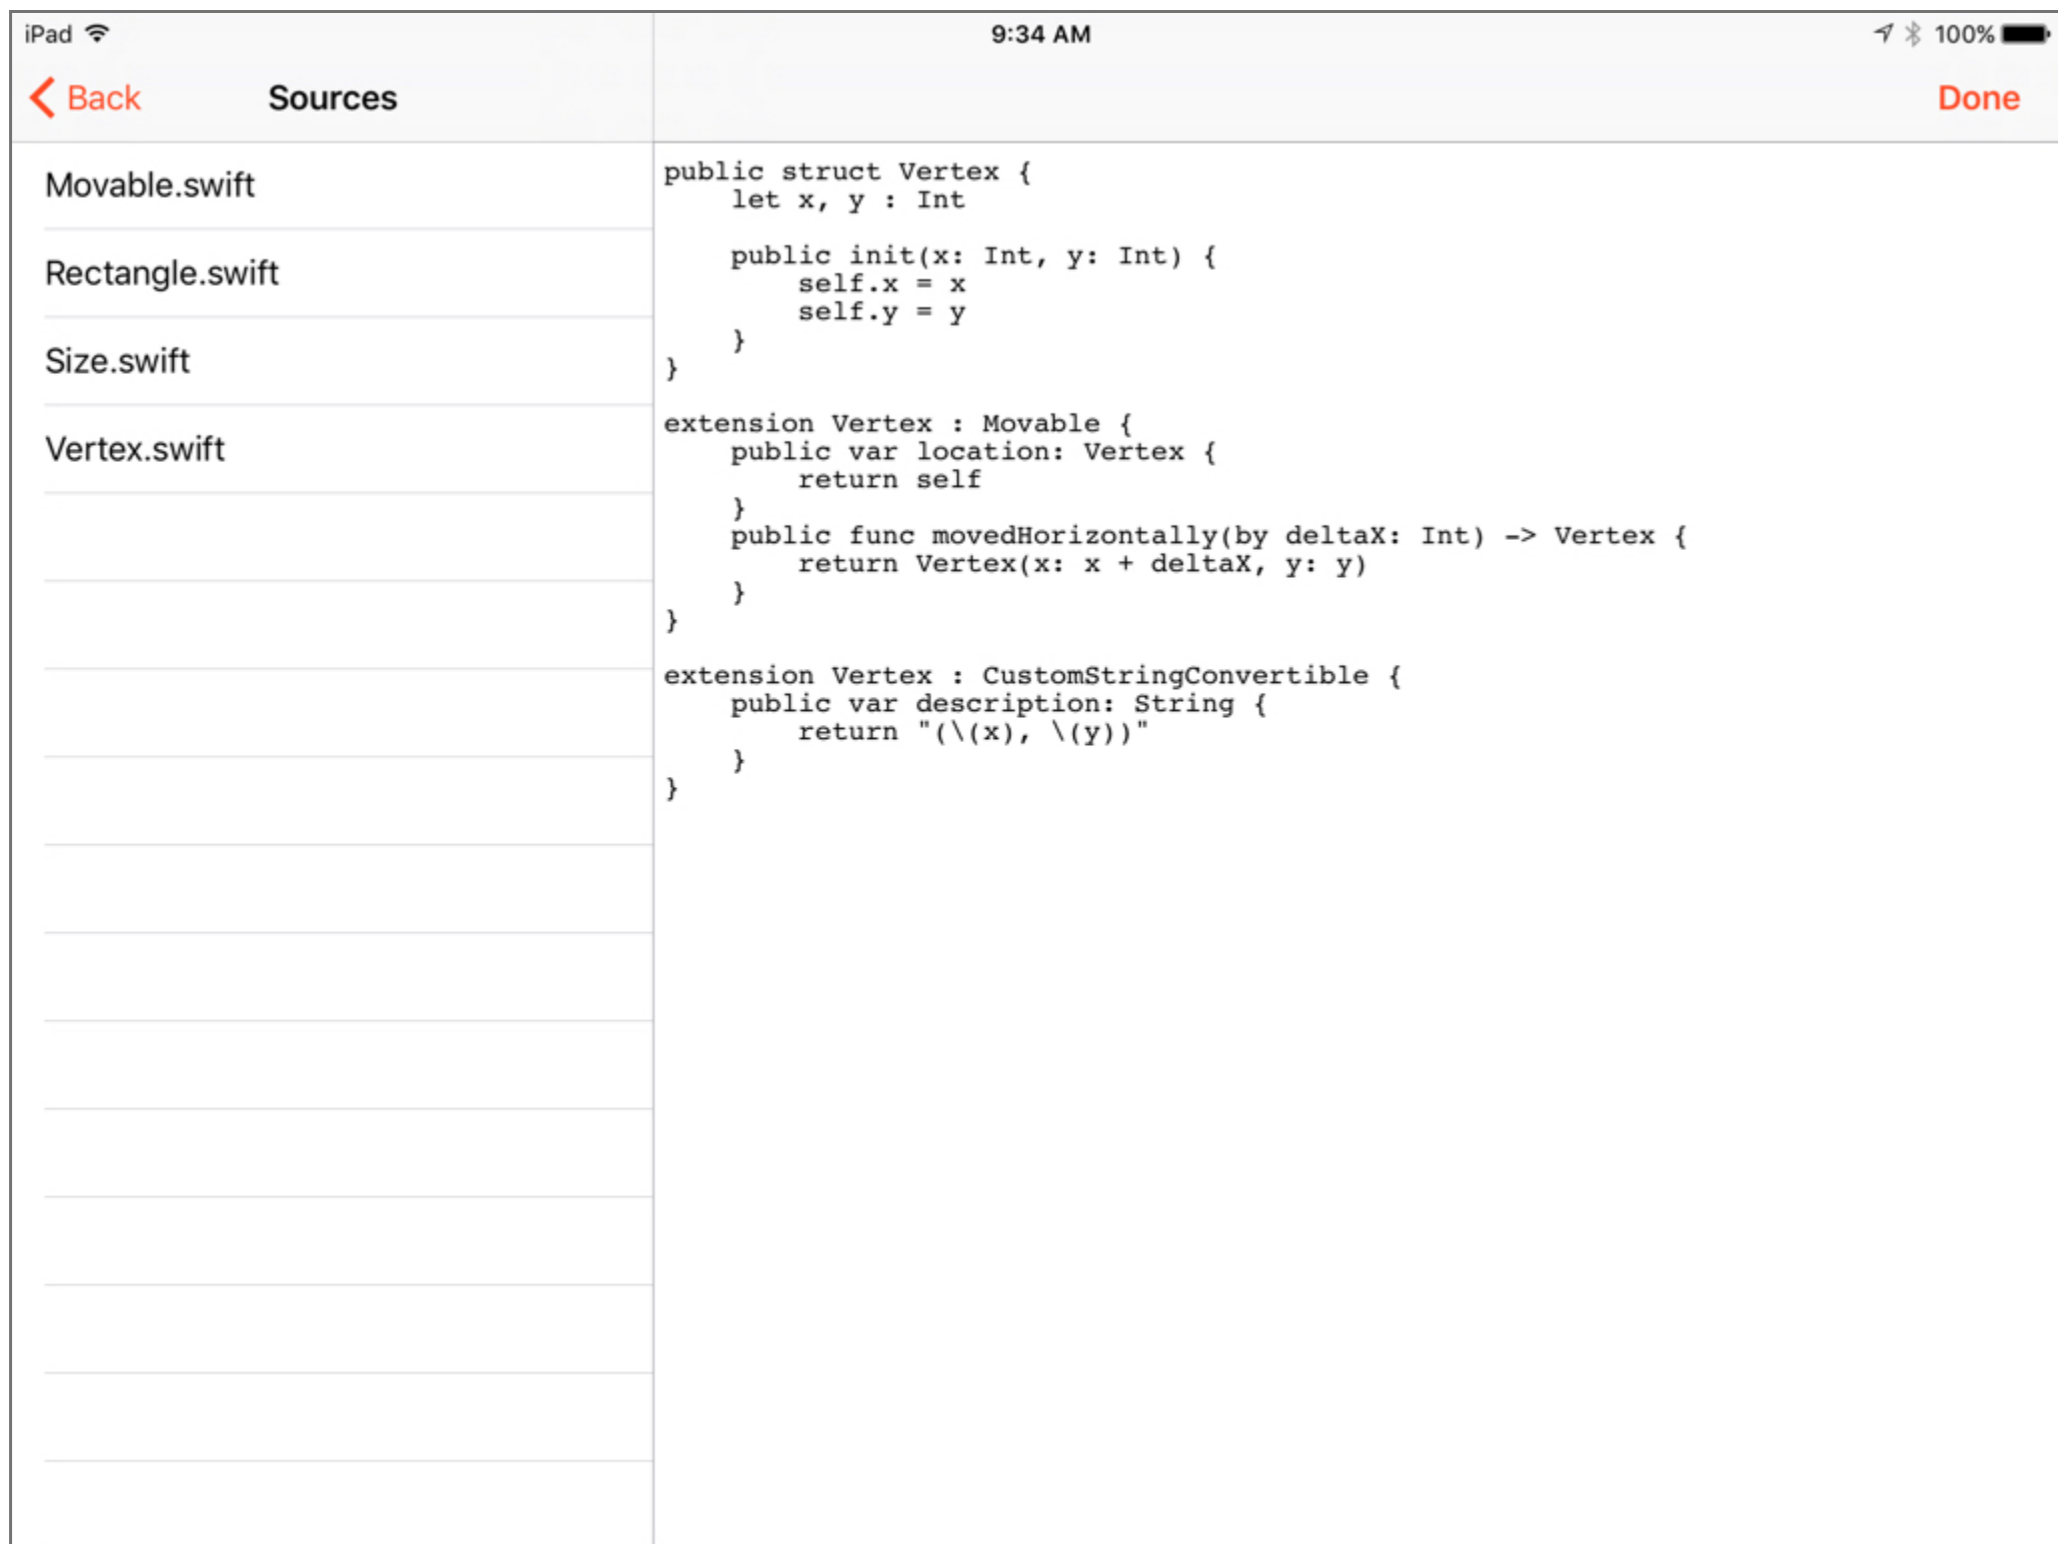 iPad 9:34 AM 100%
Back Sources Done
Movable.swift
Rectangle.swift
Size.swift
Vertex.swift
public struct Vertex {
    let x, y : Int

    public init(x: Int, y: Int) {
        self.x = x
        self.y = y
    }
}

extension Vertex : Movable {
    public var location: Vertex {
        return self
    }
    public func movedHorizontally(by deltaX: Int) -> Vertex {
        return Vertex(x: x + deltaX, y: y)
    }
}

extension Vertex : CustomStringConvertible {
    public var description: String {
        return "(\(x), \(y))"
    }
}